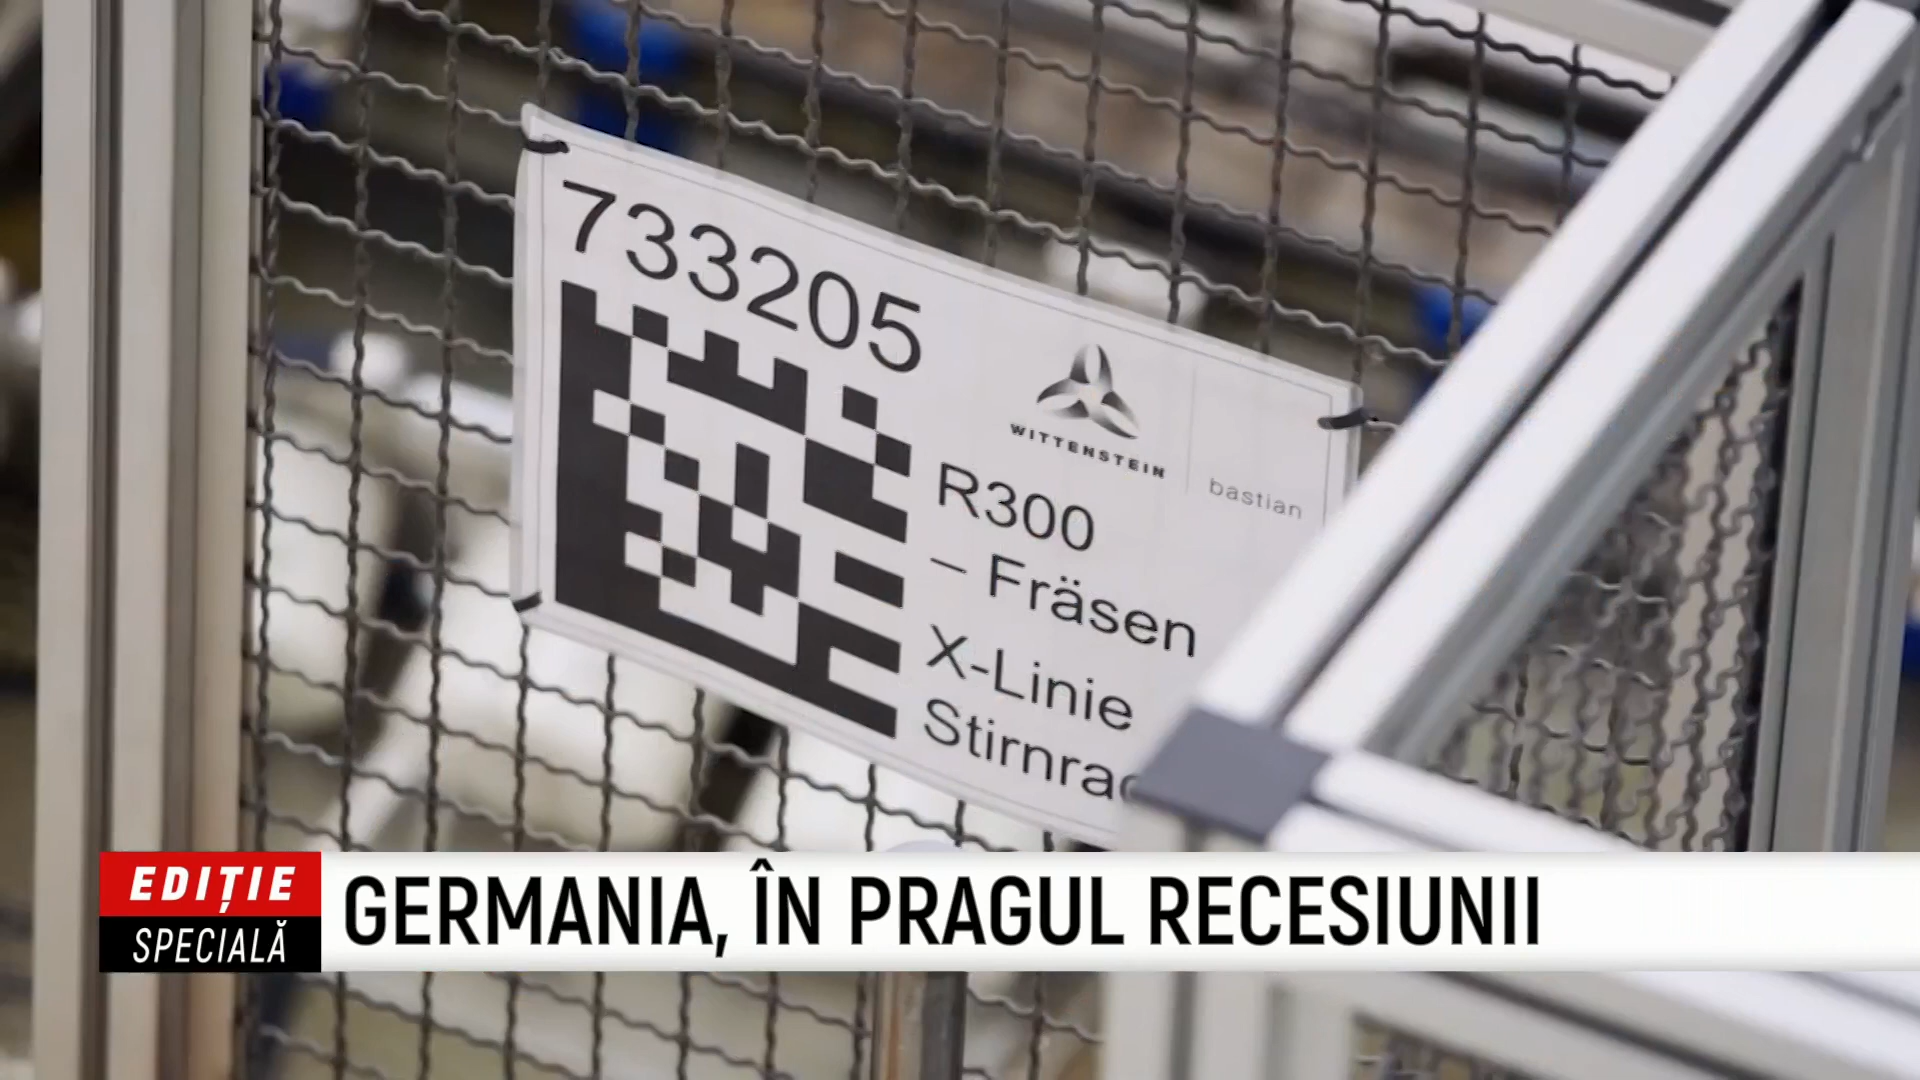 733205
WITTENSTEIN
bastian
R300
– Fräsen
X-Linie
EDIȚIE
SPECIALĂ
GERMANIA, ÎN PRAGUL RECESIUNII